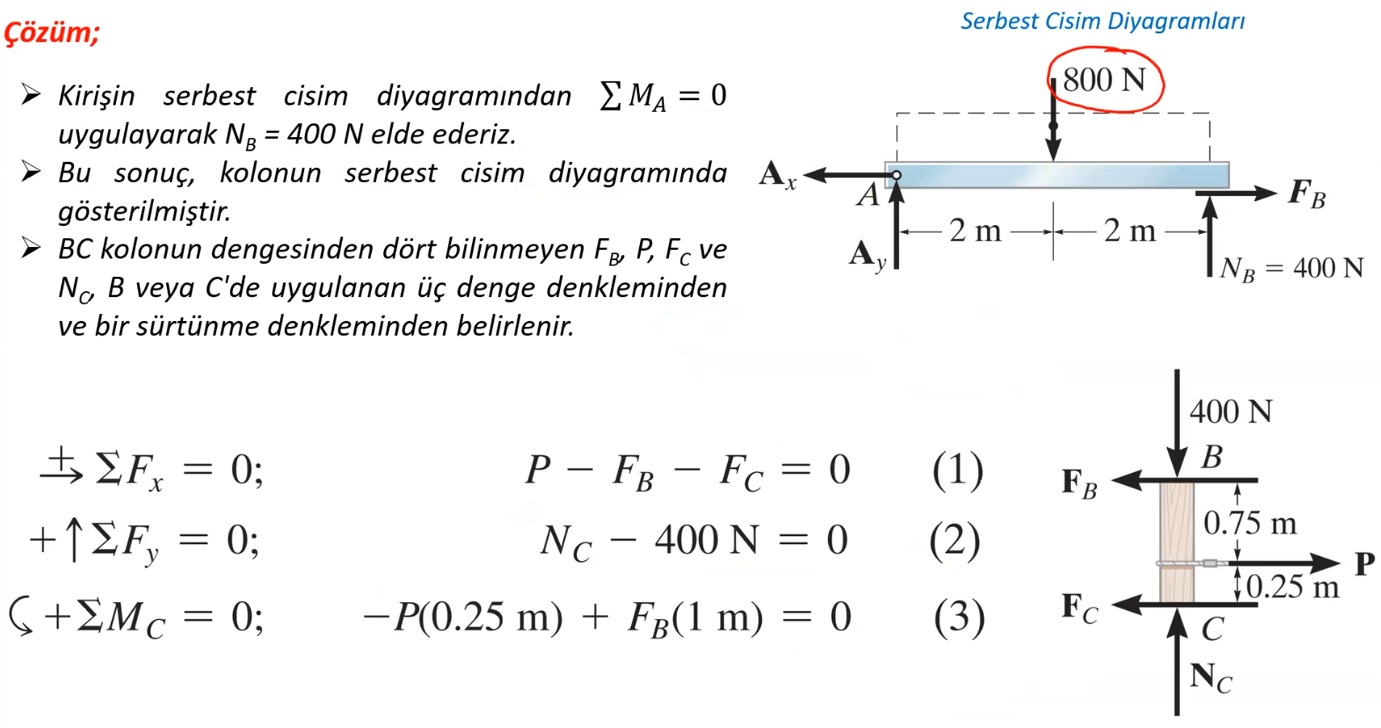 Çözüm;
Serbest Cisim Diyagramları
➢ Kirişin serbest cisim diyagramından ∑ M_A = 0
uygulayarak N_B = 400 N elde ederiz.
➢ Bu sonuç, kolonun serbest cisim diyagramında
gösterilmiştir.
➢ BC kolonun dengesinden dört bilinmeyen F_B, P, F_C ve
N_C, B veya C'de uygulanan üç denge denkleminden
ve bir sürtünme denkleminden belirlenir.
800 N
A_x
A
F_B
2 m
2 m
A_y
N_B = 400 N
→+ ΣF_x = 0; P − F_B − F_C = 0 (1)
+↑ΣF_y = 0; N_C − 400 N = 0 (2)
⤹+ΣM_C = 0; −P(0.25 m) + F_B(1 m) = 0 (3)
400 N
B
F_B
0.75 m
P
0.25 m
F_C
C
N_C